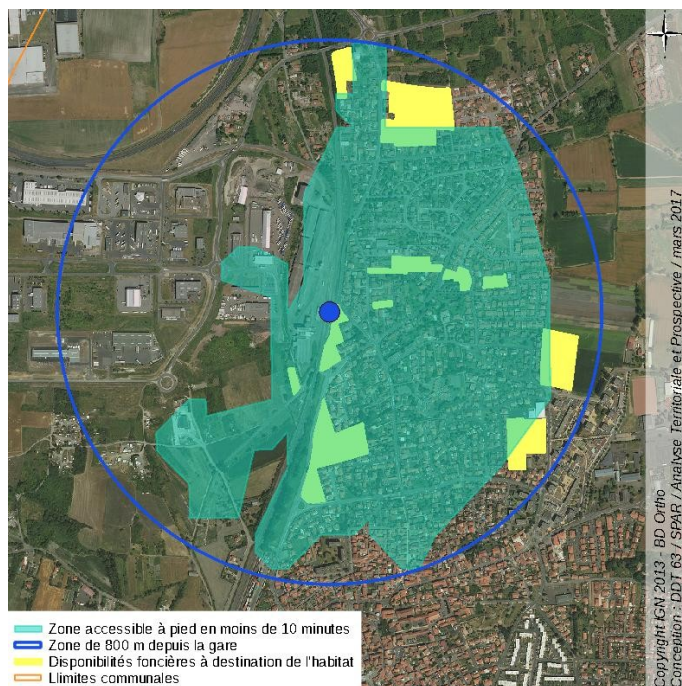 Zone accessible à pied en moins de 10 minutes
Zone de 800 m depuis la gare
Disponibilités foncières à destination de l'habitat
Llimites communales
Copyright IGN 2013 - BD Ortho
Conception : DDT 63 / SPAR / Analyse Territoriale et Prospective / mars 2017